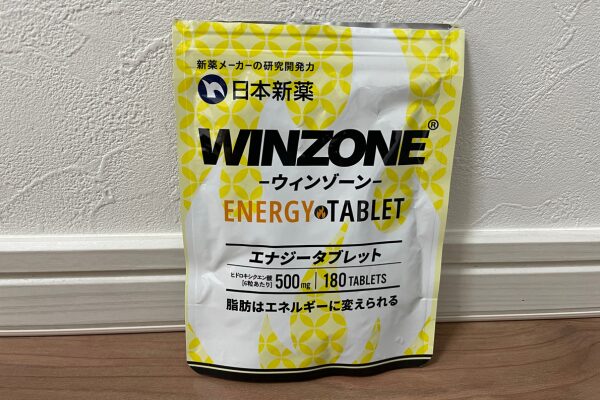 新薬メーカーの研究開発力
日本新薬
WINZONE®
−ウィンゾーン−
ENERGY TABLET
エナジータブレット
ヒドロキシクエン酸
[6粒あたり] 500mg | 180 TABLETS
脂肪はエネルギーに変えられる